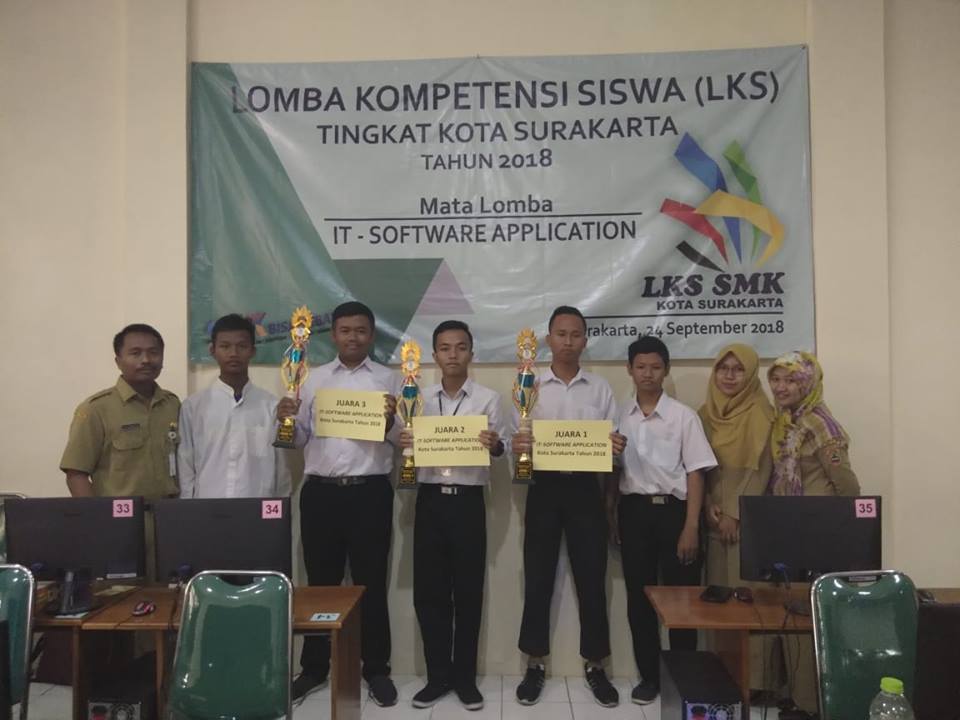 LOMBA KOMPETENSI SISWA (LKS)
TINGKAT KOTA SURAKARTA
TAHUN 2018
Mata Lomba
IT - SOFTWARE APPLICATION
LKS SMK
KOTA SURAKARTA
24 September 2018
JUARA 3
IT-SOFTWARE APPLICATION
Kota Surakarta Tahun 2018
JUARA 2
IT-SOFTWARE APPLICATION
Kota Surakarta Tahun 2018
JUARA 1
IT-SOFTWARE APPLICATION
Kota Surakarta Tahun 2018
33
34
35
34